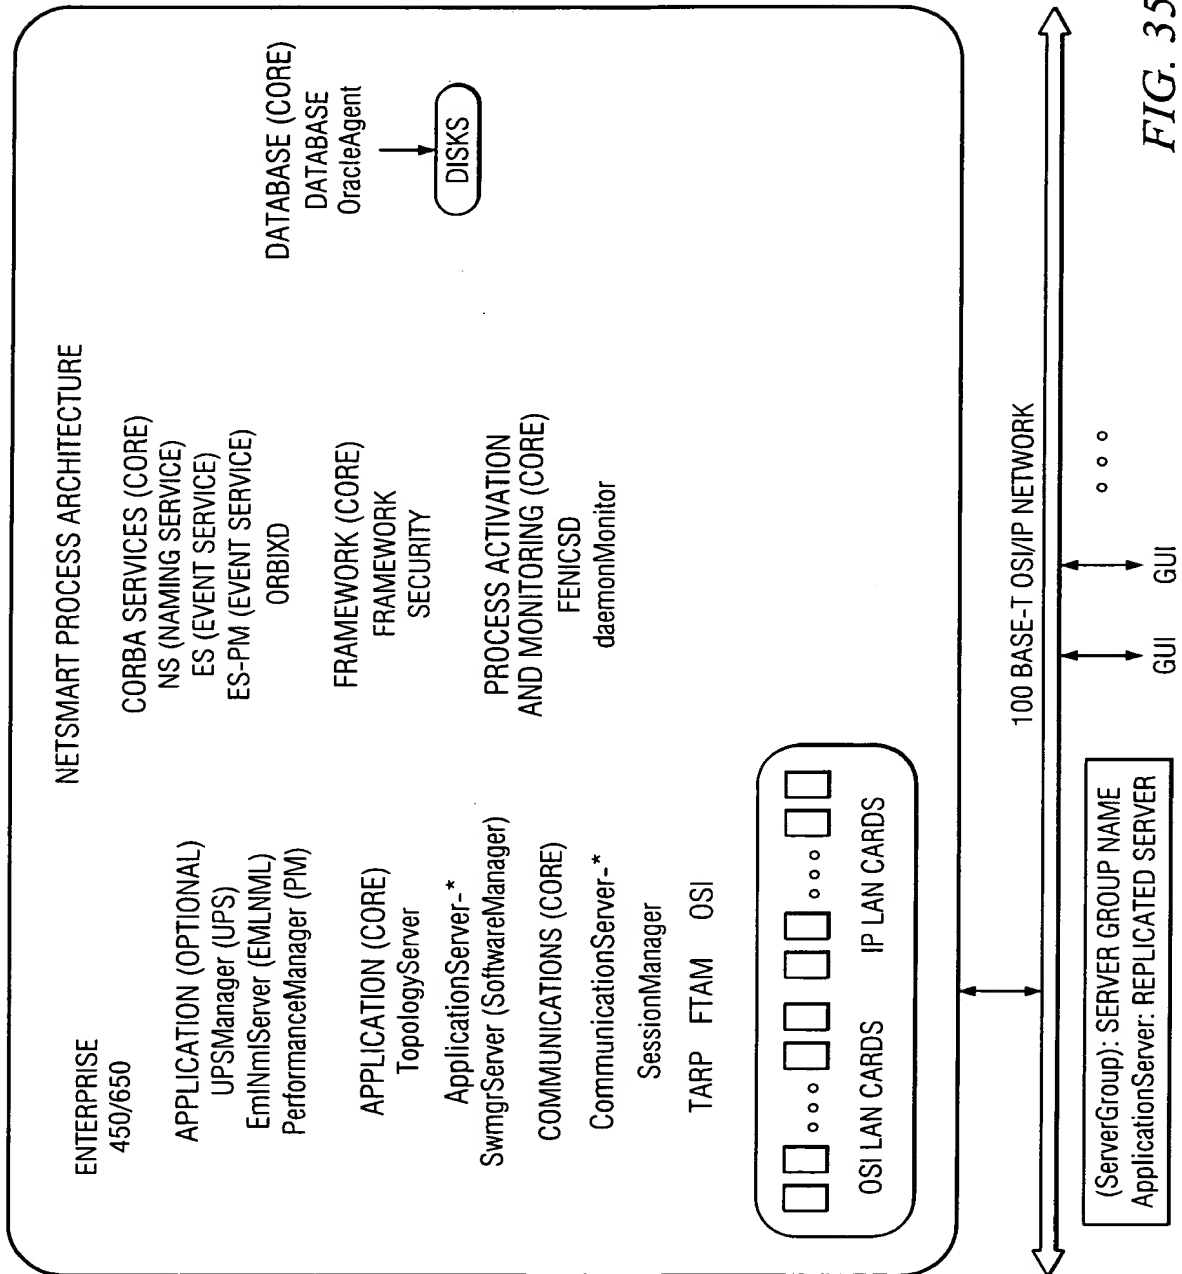 NETSMART PROCESS ARCHITECTURE
ENTERPRISE
450/650
APPLICATION (OPTIONAL)
UPSManager (UPS)
EmlNmlServer (EMLNML)
PerformanceManager (PM)
APPLICATION (CORE)
TopologyServer
ApplicationServer-*
SwmgrServer (SoftwareManager)
COMMUNICATIONS (CORE)
CommunicationServer-*
SessionManager
TARP FTAM OSI
OSI LAN CARDS
IP LAN CARDS
CORBA SERVICES (CORE)
NS (NAMING SERVICE)
ES (EVENT SERVICE)
ES-PM (EVENT SERVICE)
ORBIXD
FRAMEWORK (CORE)
FRAMEWORK
SECURITY
PROCESS ACTIVATION
AND MONITORING (CORE)
FENICSD
daemonMonitor
DATABASE (CORE)
DATABASE
OracleAgent
DISKS
100 BASE-T OSI/IP NETWORK
(ServerGroup): SERVER GROUP NAME
ApplicationServer: REPLICATED SERVER
GUI
GUI
FIG. 35